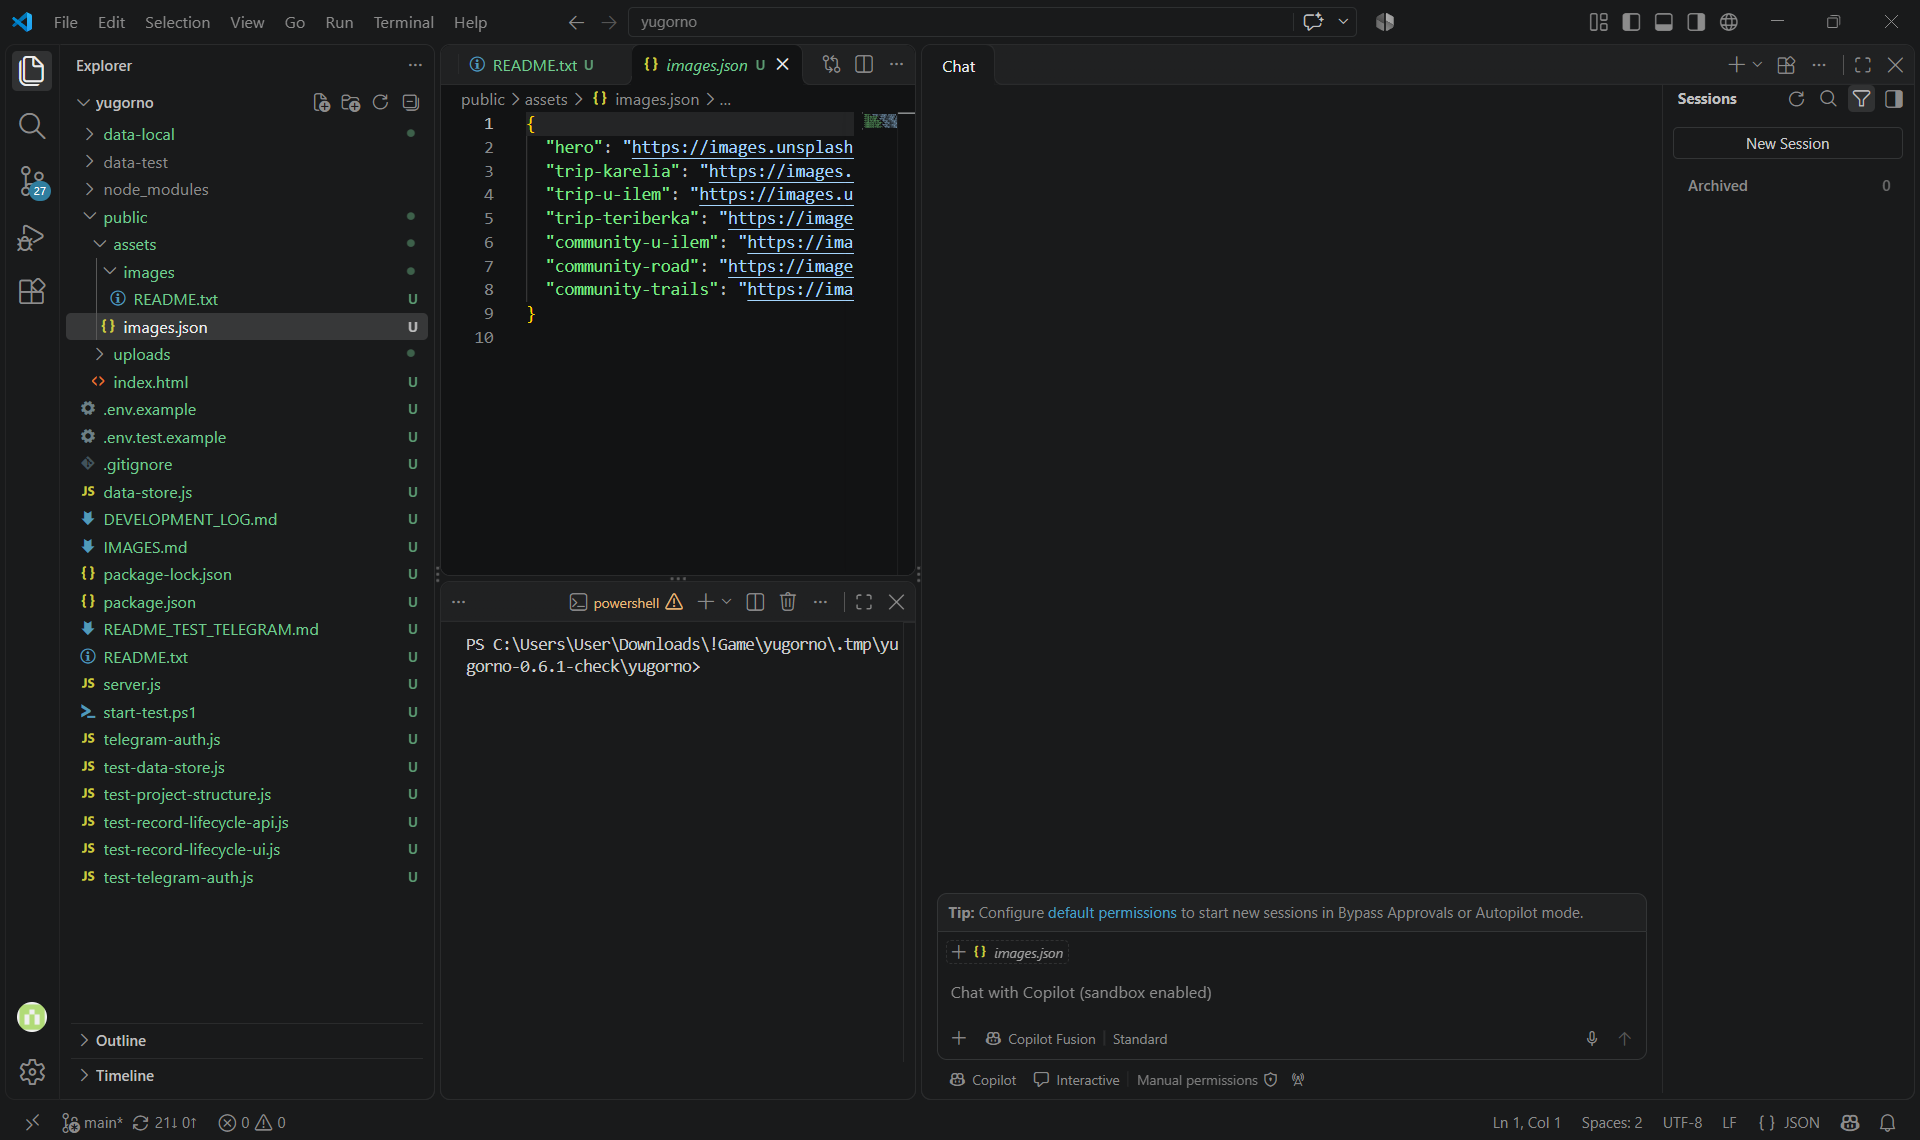 File Edit Selection View Go Run Terminal Help
yugorno
Explorer
yugorno
data-local
data-test
node_modules
public
assets
images
README.txt U
images.json U
uploads
index.html U
.env.example U
.env.test.example U
.gitignore U
data-store.js U
DEVELOPMENT_LOG.md U
IMAGES.md U
package-lock.json U
package.json U
README_TEST_TELEGRAM.md U
README.txt U
server.js U
start-test.ps1 U
telegram-auth.js U
test-data-store.js U
test-project-structure.js U
test-record-lifecycle-api.js U
test-record-lifecycle-ui.js U
test-telegram-auth.js U
Outline
Timeline
27
README.txt U images.json U
public > assets > {} images.json > ...
1 {
2 "hero": "https://images.unsplash
3 "trip-karelia": "https://images.
4 "trip-u-ilem": "https://images.u
5 "trip-teriberka": "https://image
6 "community-u-ilem": "https://ima
7 "community-road": "https://image
8 "community-trails": "https://ima
9 }
10
powershell
PS C:\Users\User\Downloads\!Game\yugorno\.tmp\yu
gorno-0.6.1-check\yugorno>
Chat
Sessions
New Session
Archived 0
Tip: Configure default permissions to start new sessions in Bypass Approvals or Autopilot mode.
{} images.json
Chat with Copilot (sandbox enabled)
Copilot Fusion Standard
Copilot Interactive Manual permissions
main* 21↓ 0↑ 0 0
Ln 1, Col 1 Spaces: 2 UTF-8 LF {} JSON